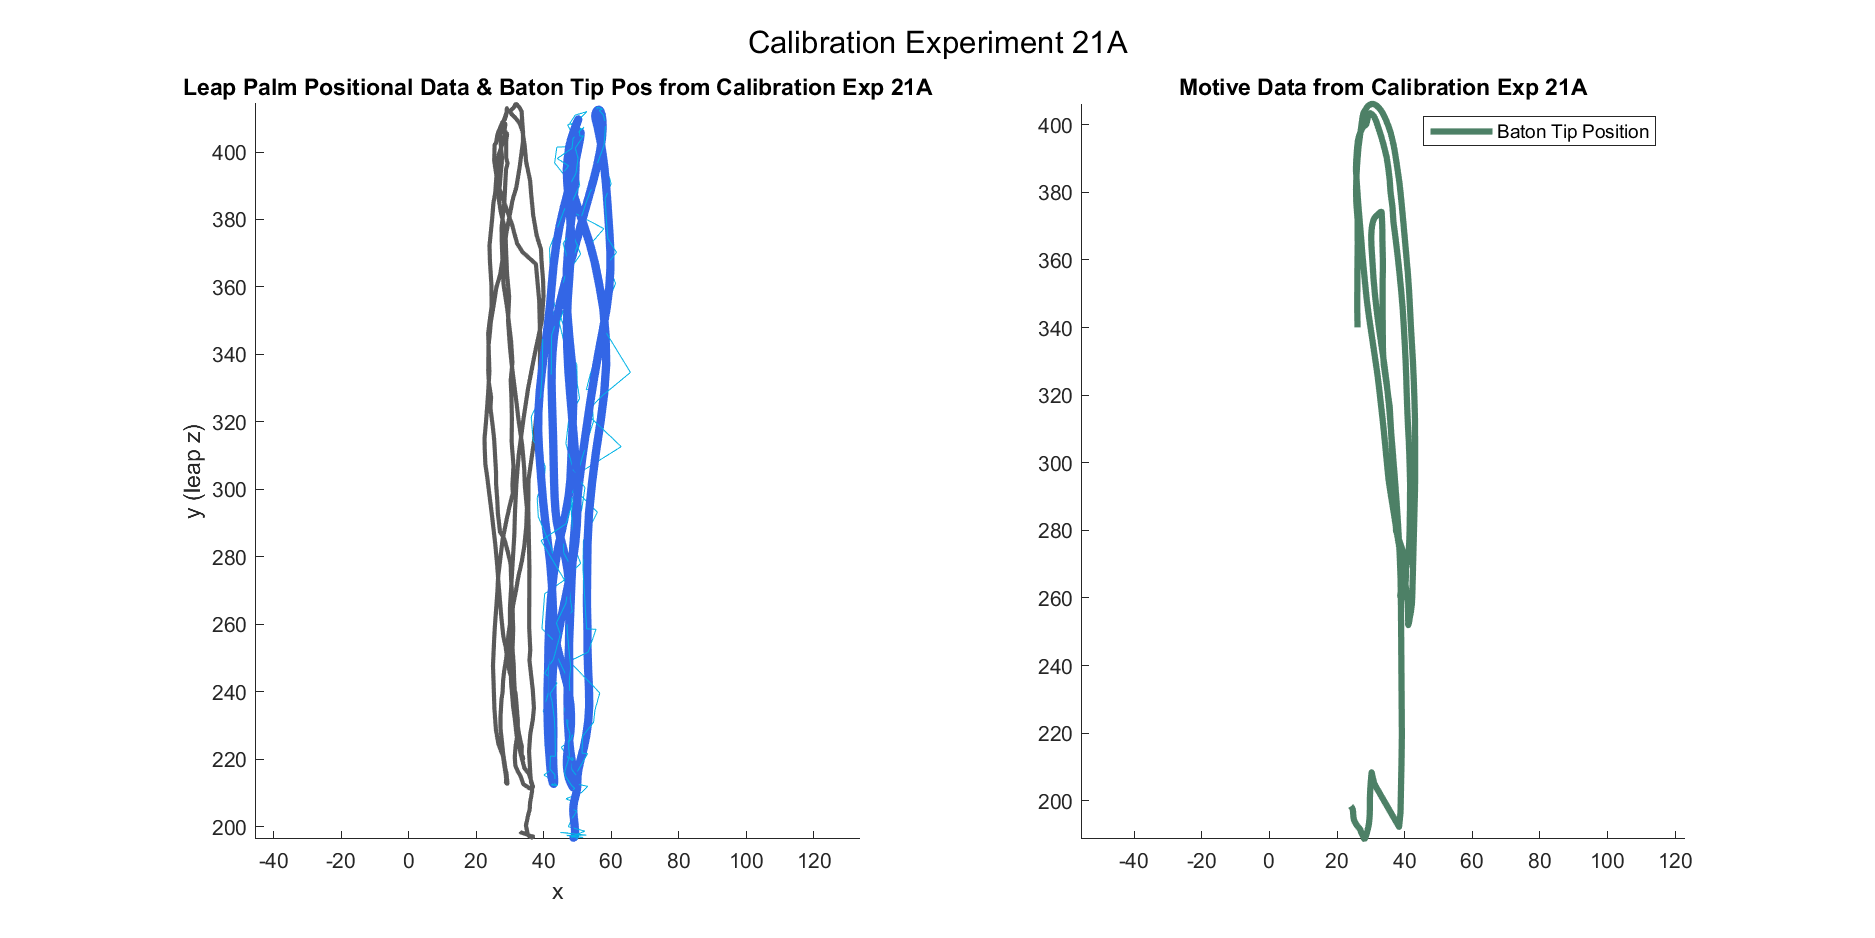 Calibration Experiment 21A
Leap Palm Positional Data & Baton Tip Pos from Calibration Exp 21A
400
380
360
340
320
300
280
260
240
220
200
y (leap z)
-40 -20 0 20 40 60 80 100 120
x
Motive Data from Calibration Exp 21A
Baton Tip Position
400
380
360
340
320
300
280
260
240
220
200
-40 -20 0 20 40 60 80 100 120